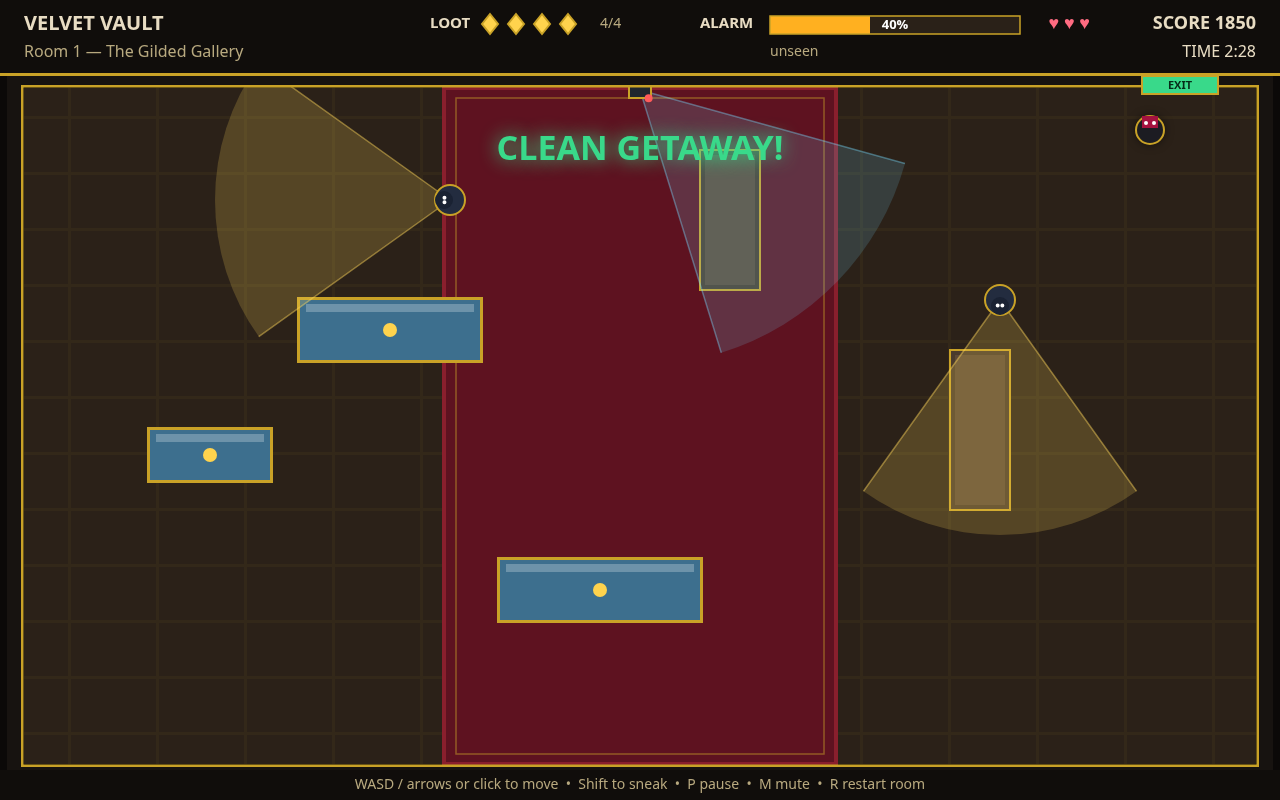 VELVET VAULT
Room 1 — The Gilded Gallery
LOOT 4/4
ALARM 40%
unseen
SCORE 1850
TIME 2:28
EXIT
CLEAN GETAWAY!
WASD / arrows or click to move • Shift to sneak • P pause • M mute • R restart room